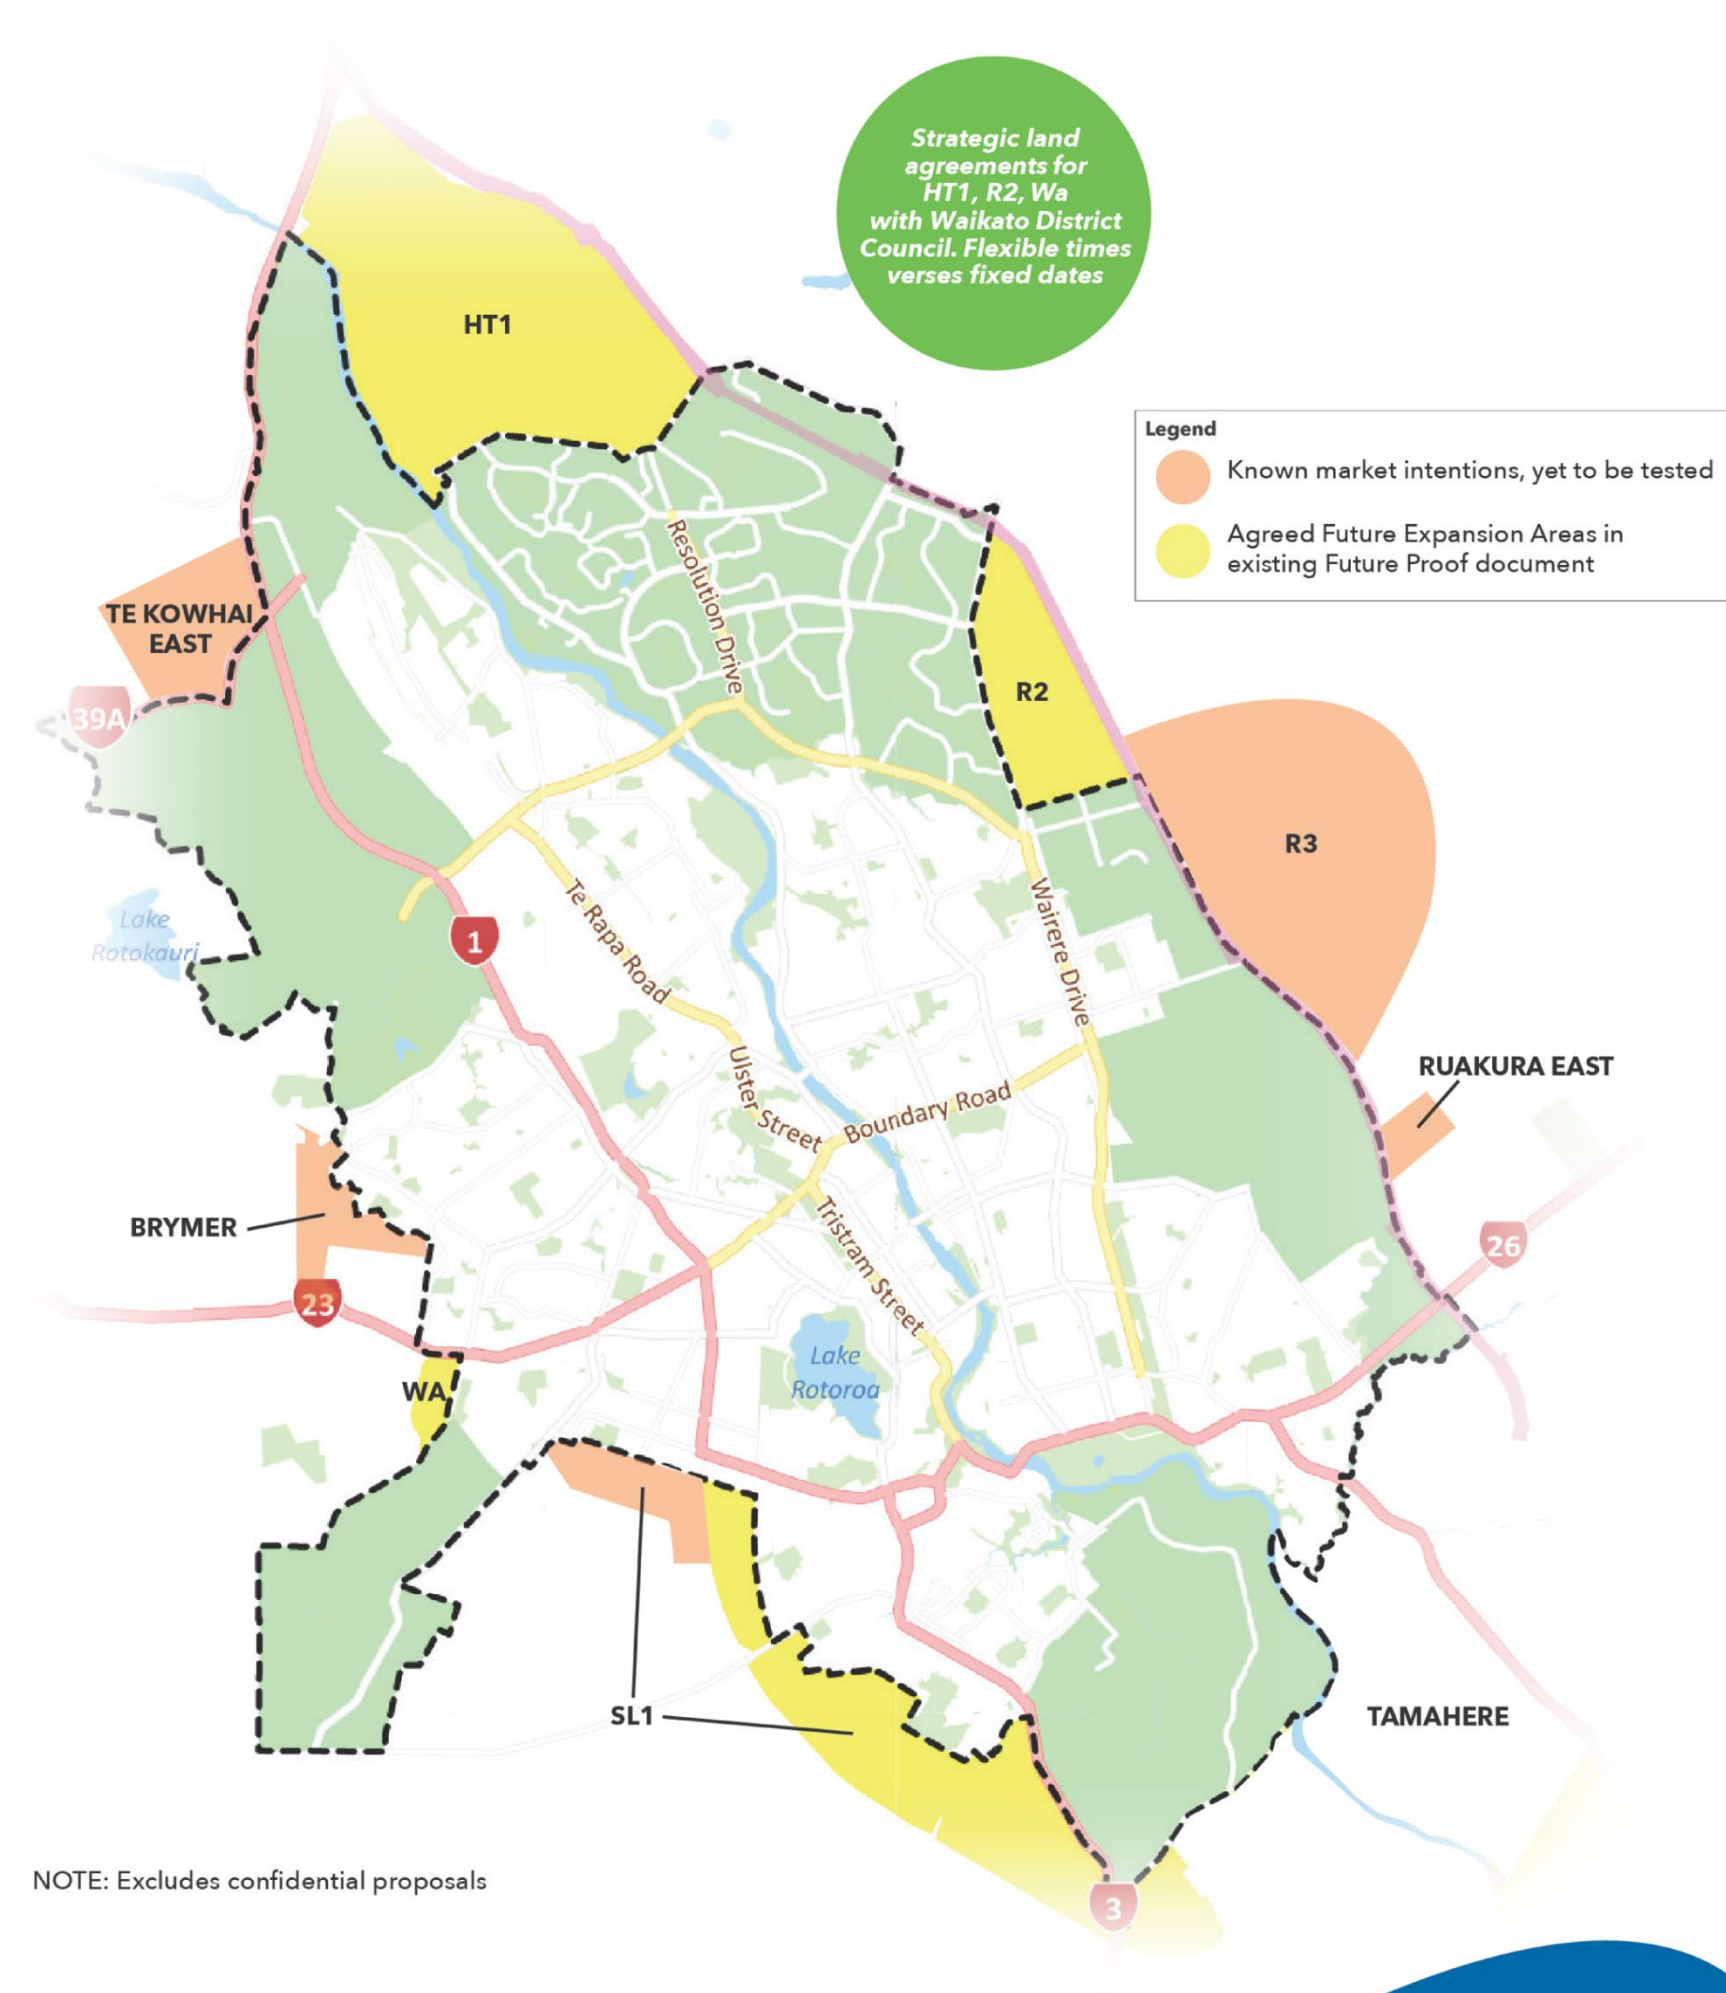 Strategic land
agreements for
HT1, R2, Wa
with Waikato District
Council. Flexible times
verses fixed dates
HT1
Legend
Known market intentions, yet to be tested
Agreed Future Expansion Areas in
existing Future Proof document
Resolution Drive
TE KOWHAI
EAST
39A
R2
R3
Lake
Rotokauri
1
Te Rapa Road
Wairere Drive
Ulster Street
Boundary Road
RUAKURA EAST
BRYMER
Tristram Street
26
23
Lake
Rotoroa
WA
SL1
TAMAHERE
NOTE: Excludes confidential proposals
3